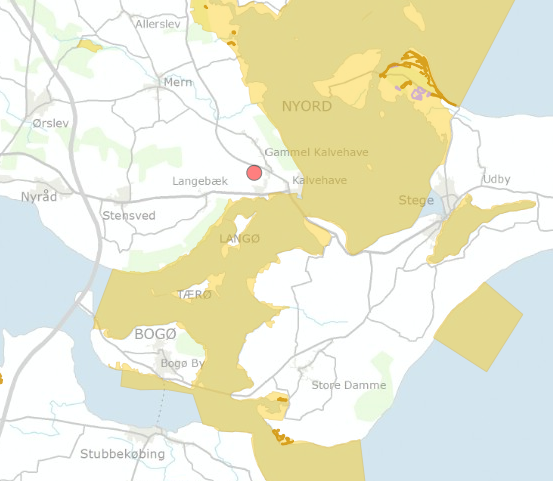 Allerslev
Mern
NYORD
Ørslev
Gammel Kalvehave
Langebæk
Kalvehave
Udby
Nyråd
Stege
Stensved
LANGØ
TÆRØ
BOGØ
Bogø By
Store Damme
Stubbekøbing